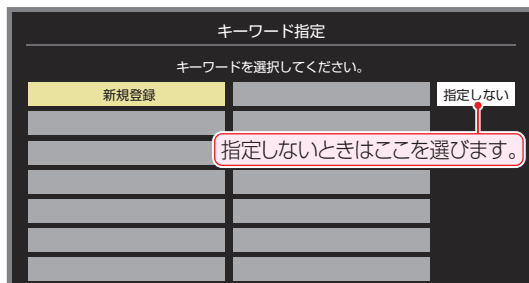 キーワード指定
キーワードを選択してください。
新規登録
指定しない
指定しないときはここを選びます。